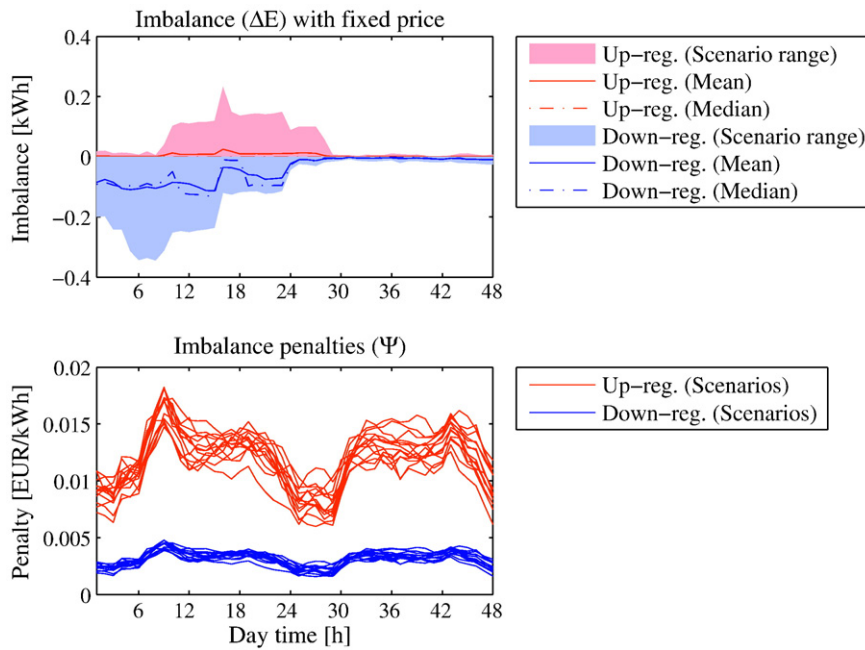 Imbalance (ΔE) with fixed price
Imbalance [kWh]
0.4
0.2
0
−0.2
−0.4
6 12 18 24 30 36 42 48
Up−reg. (Scenario range)
Up−reg. (Mean)
Up−reg. (Median)
Down−reg. (Scenario range)
Down−reg. (Mean)
Down−reg. (Median)
Imbalance penalties (Ψ)
Penalty [EUR/kWh]
0.02
0.015
0.01
0.005
0
6 12 18 24 30 36 42 48
Day time [h]
Up−reg. (Scenarios)
Down−reg. (Scenarios)